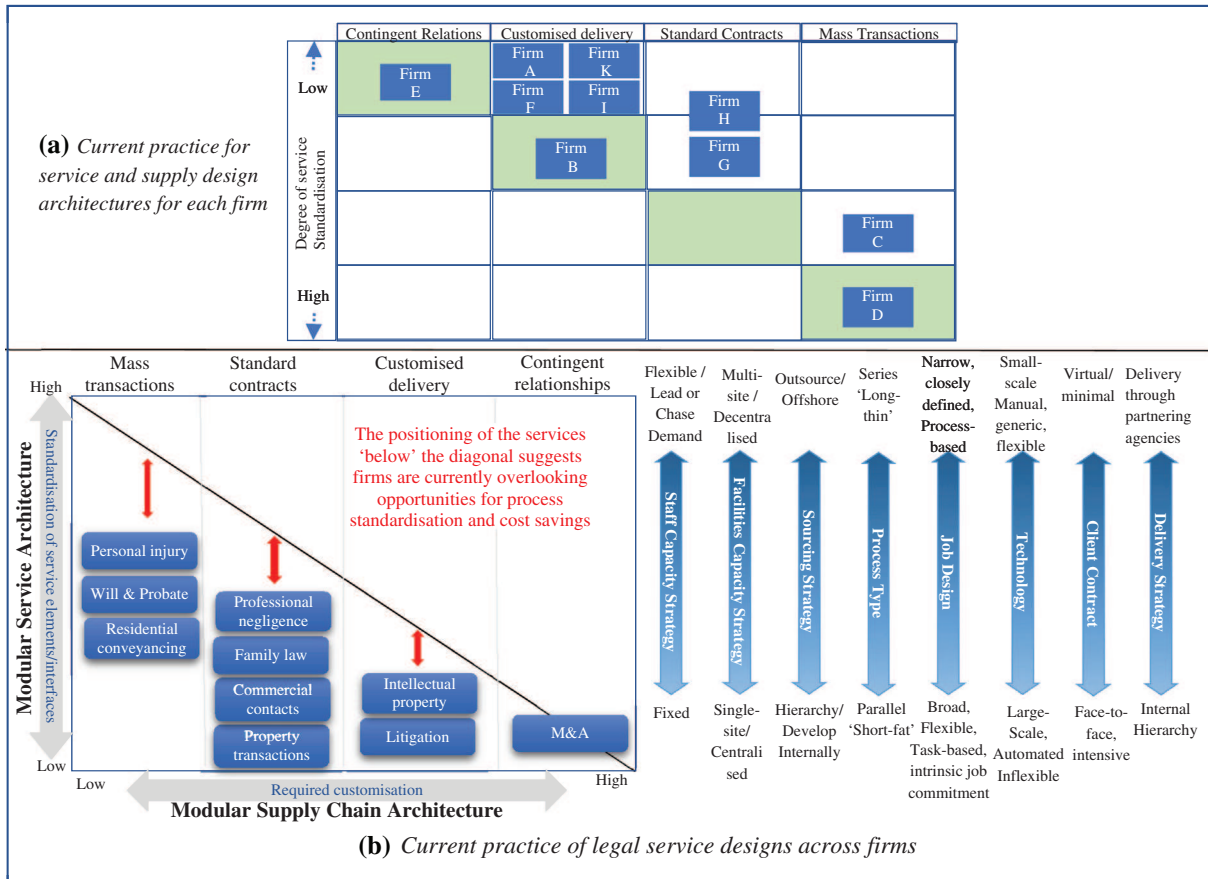 Contingent Relations
Customised delivery
Standard Contracts
Mass Transactions
Low
High
Degree of service
Standardisation
Firm
E
Firm
A
Firm
K
Firm
F
Firm
I
Firm
H
Firm
B
Firm
G
Firm
C
Firm
D
(a) Current practice for
service and supply design
architectures for each firm
Mass
transactions
Standard
contracts
Customised
delivery
Contingent
relationships
High
Low
Modular Service Architecture
Standardisation of service
elements/interfaces
The positioning of the services
‘below’ the diagonal suggests
firms are currently overlooking
opportunities for process
standardisation and cost savings
Personal injury
Will & Probate
Residential
conveyancing
Professional
negligence
Family law
Commercial
contacts
Property
transactions
Intellectual
property
Litigation
M&A
Low
High
Required customisation
Modular Supply Chain Architecture
Flexible /
Lead or
Chase
Demand
Staff Capacity Strategy
Fixed
Multi-
site /
Decentra
lised
Facilities Capacity Strategy
Single-
site/
Centrali
sed
Outsource/
Offshore
Sourcing Strategy
Hierarchy/
Develop
Internally
Series
‘Long-
thin’
Process Type
Parallel
‘Short-fat’
Narrow,
closely
defined,
Process-
based
Job Design
Broad,
Flexible,
Task-based,
intrinsic job
commitment
Small-
scale
Manual,
generic,
flexible
Technology
Large-
Scale,
Automated
Inflexible
Virtual/
minimal
Client Contract
Face-to-
face,
intensive
Delivery
through
partnering
agencies
Delivery Strategy
Internal
Hierarchy
(b) Current practice of legal service designs across firms